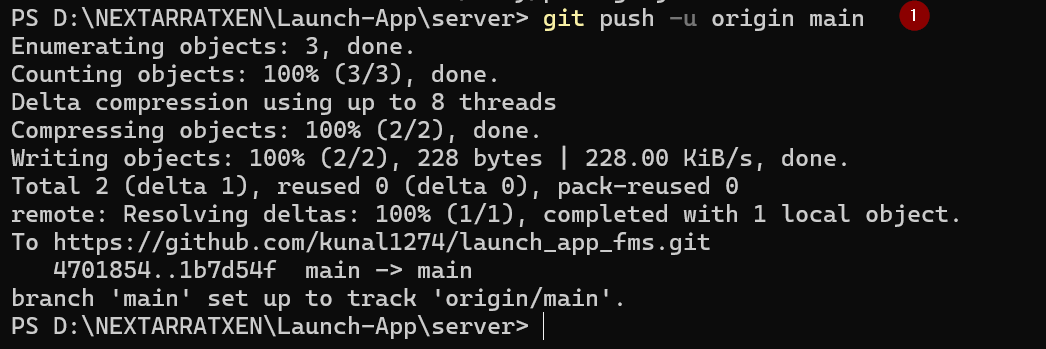 PS D:\NEXTARRATXEN\Launch-App\server> git push -u origin main 1
Enumerating objects: 3, done.
Counting objects: 100% (3/3), done.
Delta compression using up to 8 threads
Compressing objects: 100% (2/2), done.
Writing objects: 100% (2/2), 228 bytes | 228.00 KiB/s, done.
Total 2 (delta 1), reused 0 (delta 0), pack-reused 0
remote: Resolving deltas: 100% (1/1), completed with 1 local object.
To https://github.com/kunal1274/launch_app_fms.git
   4701854..1b7d54f  main -> main
branch 'main' set up to track 'origin/main'.
PS D:\NEXTARRATXEN\Launch-App\server>